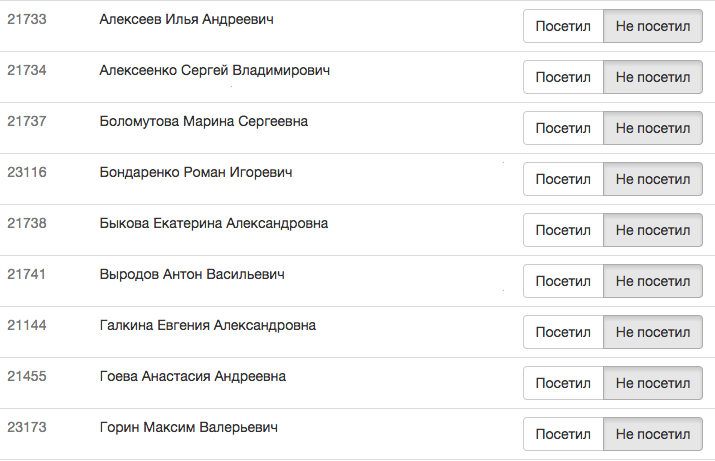 21733 Алексеев Илья Андреевич Посетил Не посетил
21734 Алексеенко Сергей Владимирович Посетил Не посетил
21737 Боломутова Марина Сергеевна Посетил Не посетил
23116 Бондаренко Роман Игоревич Посетил Не посетил
21738 Быкова Екатерина Александровна Посетил Не посетил
21741 Выродов Антон Васильевич Посетил Не посетил
21144 Галкина Евгения Александровна Посетил Не посетил
21455 Гоева Анастасия Андреевна Посетил Не посетил
23173 Горин Максим Валерьевич Посетил Не посетил